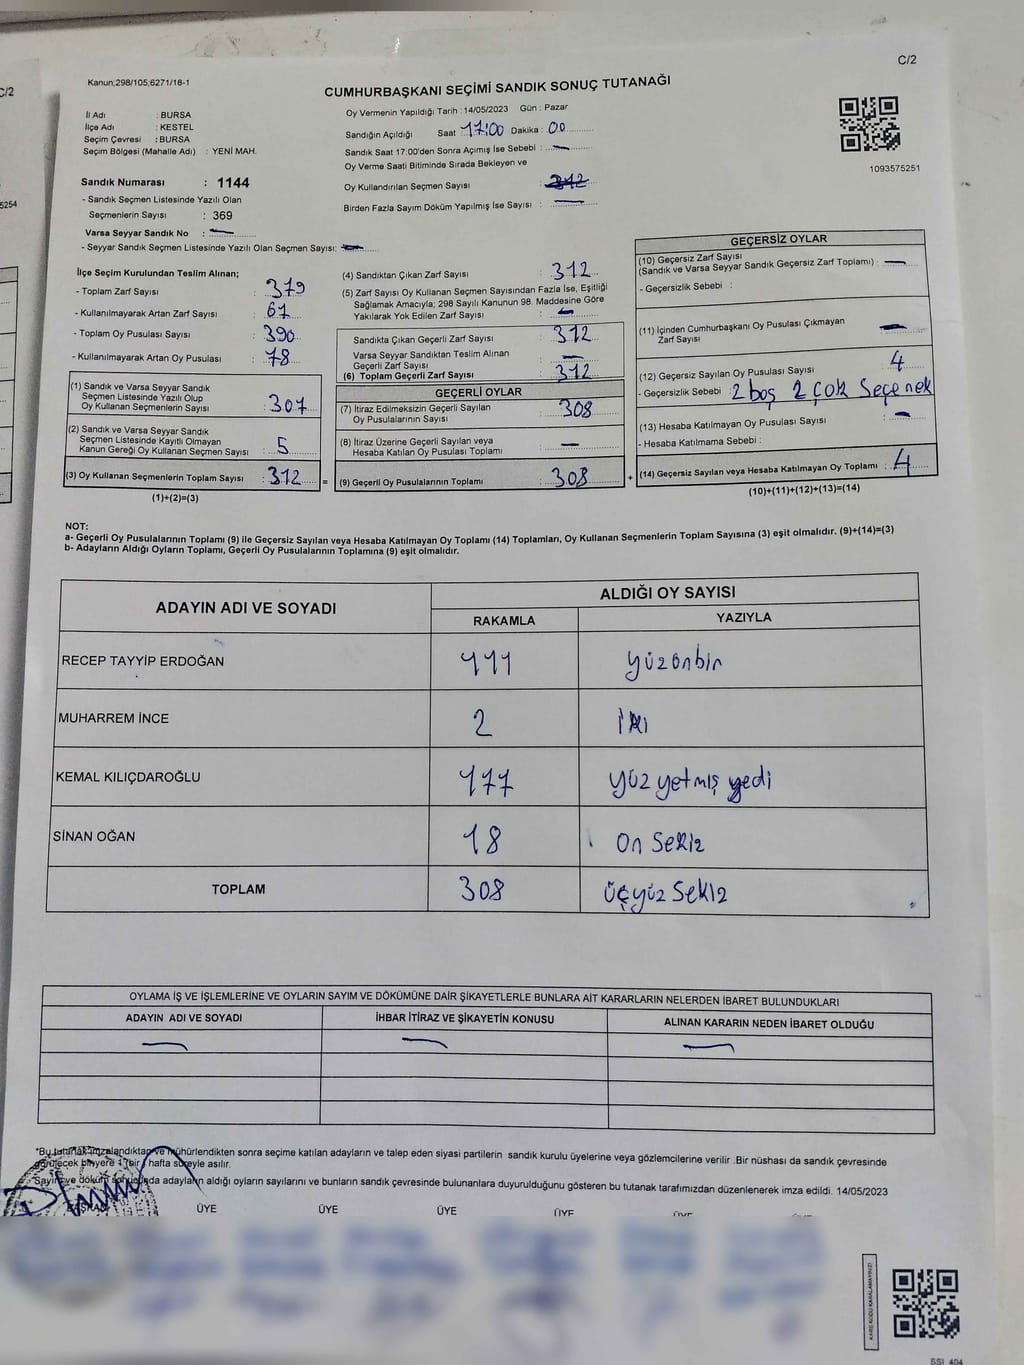 C/2
C/2
Kanun;298/105,6271/18-1
CUMHURBAŞKANI SEÇİMİ SANDIK SONUÇ TUTANAĞI
İl Adı : BURSA
İlçe Adı : KESTEL
Seçim Çevresi : BURSA
Seçim Bölgesi (Mahalle Adı) : YENİ MAH.
Oy Vermenin Yapıldığı Tarih : 14/05/2023 Gün : Pazar
Sandığın Açıldığı Saat 17:00 Dakika : 00
Sandık Saat 17:00'den Sonra Açımış İse Sebebi : —
Oy Verme Saati Bitiminde Sırada Bekleyen ve
Oy Kullandırılan Seçmen Sayısı 312
Birden Fazla Sayım Döküm Yapılmış İse Sayısı : —
1093575251
Sandık Numarası : 1144
- Sandık Seçmen Listesinde Yazılı Olan
Seçmenlerin Sayısı : 369
Varsa Seyyar Sandık No : —
- Seyyar Sandık Seçmen Listesinde Yazılı Olan Seçmen Sayısı: —
5254
İlçe Seçim Kurulundan Teslim Alınan;
- Toplam Zarf Sayısı : 379
- Kullanılmayarak Artan Zarf Sayısı : 67
- Toplam Oy Pusulası Sayısı : 390
- Kullanılmayarak Artan Oy Pusulası : 78
(1) Sandık ve Varsa Seyyar Sandık
Seçmen Listesinde Yazılı Olup
Oy Kullanan Seçmenlerin Sayısı : 307
(2) Sandık ve Varsa Seyyar Sandık
Seçmen Listesinde Kayıtlı Olmayan
Kanun Gereği Oy Kullanan Seçmen Sayısı : 5
(3) Oy Kullanan Seçmenlerin Toplam Sayısı : 312 =
(1)+(2)=(3)
(4) Sandıktan Çıkan Zarf Sayısı : 312
(5) Zarf Sayısı Oy Kullanan Seçmen Sayısından Fazla İse, Eşitliği
Sağlamak Amacıyla; 298 Sayılı Kanunun 98. Maddesine Göre
Yakılarak Yok Edilen Zarf Sayısı : —
Sandıkta Çıkan Geçerli Zarf Sayısı : 312
Varsa Seyyar Sandıktan Teslim Alınan
Geçerli Zarf Sayısı : —
(6) Toplam Geçerli Zarf Sayısı : 312
GEÇERLİ OYLAR
(7) İtiraz Edilmeksizin Geçerli Sayılan
Oy Pusulasının Sayısı : 308
(8) İtiraz Üzerine Geçerli Sayılan veya
Hesaba Katılan Oy Pusulası Toplamı : —
(9) Geçerli Oy Pusulalarının Toplamı : 308 +
GEÇERSİZ OYLAR
(10) Geçersiz Zarf Sayısı
(Sandık ve Varsa Seyyar Sandık Geçersiz Zarf Toplamı) : —
- Geçersizlik Sebebi :
(11) İçinden Cumhurbaşkanı Oy Pusulası Çıkmayan
Zarf Sayısı : —
(12) Geçersiz Sayılan Oy Pusulası Sayısı : 4
- Geçersizlik Sebebi : 2 boş 2 çok Seçenek
(13) Hesaba Katılmayan Oy Pusulası Sayısı : —
- Hesaba Katılmama Sebebi :
(14) Geçersiz Sayılan veya Hesaba Katılmayan Oy Toplamı : 4
(10)+(11)+(12)+(13)=(14)
NOT:
a- Geçerli Oy Pusulalarının Toplamı (9) ile Geçersiz Sayılan veya Hesaba Katılmayan Oy Toplamı (14) Toplamları, Oy Kullanan Seçmenlerin Toplam Sayısına (3) eşit olmalıdır. (9)+(14)=(3)
b- Adayların Aldığı Oyların Toplamı, Geçerli Oy Pusulalarının Toplamına (9) eşit olmalıdır.
ADAYIN ADI VE SOYADI
ALDIĞI OY SAYISI
RAKAMLA YAZIYLA
RECEP TAYYİP ERDOĞAN 111 yüzonbir
MUHARREM İNCE 2 iki
KEMAL KILIÇDAROĞLU 177 yüz yetmiş yedi
SİNAN OĞAN 18 On Sekiz
TOPLAM 308 üçyüz Sekiz
OYLAMA İŞ VE İŞLEMLERİNE VE OYLARIN SAYIM VE DÖKÜMÜNE DAİR ŞİKAYETLERLE BUNLARA AİT KARARLARIN NELERDEN İBARET BULUNDUKLARI
ADAYIN ADI VE SOYADI İHBAR İTİRAZ VE ŞİKAYETİN KONUSU ALINAN KARARIN NEDEN İBARET OLDUĞU
— — —
*Bu tutanak imzalandıktan ve mühürlendikten sonra seçime katılan adayların ve talep eden siyasi partilerin sandık kurulu üyelerine veya gözlemcilerine verilir .Bir nüshası da sandık çevresinde
görülecek bir yere 1 (bir) hafta süreyle asılır.
*Sayım ve döküm sonucunda adayların aldığı oyların sayılarını ve bunların sandık çevresinde bulunanlara duyurulduğunu gösteren bu tutanak tarafımızdan düzenlenerek imza edildi. 14/05/2023
BAŞKAN ÜYE ÜYE ÜYE ÜYE ÜYE
KARE KODU KARALAMAYINIZ!
SSI 404